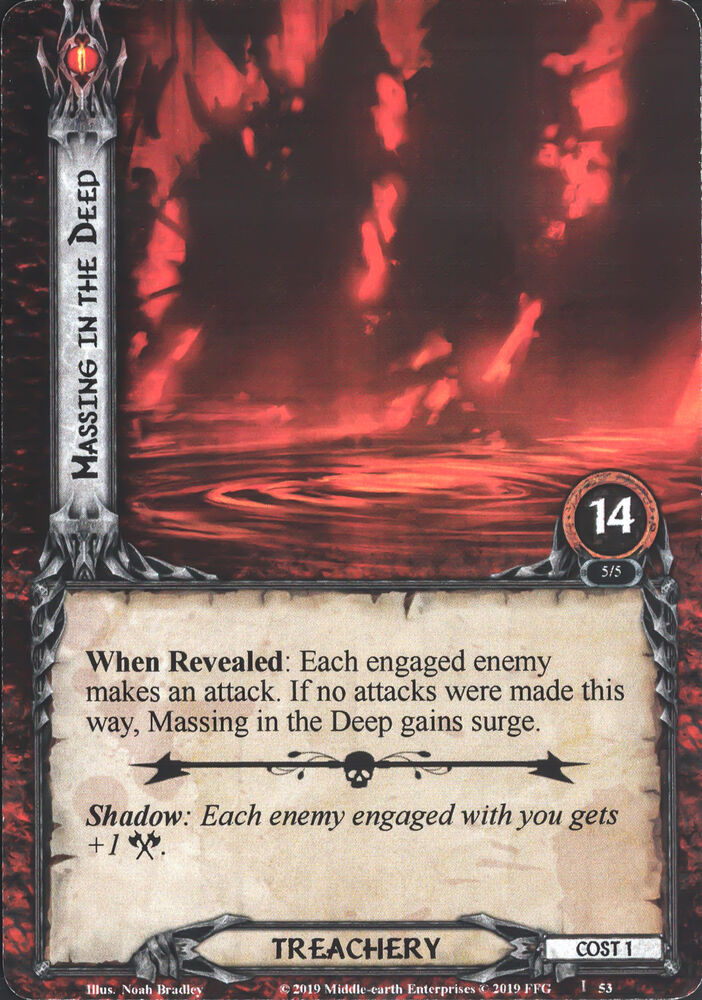 Massing in the Deep
14
5/5
When Revealed: Each engaged enemy
makes an attack. If no attacks were made this
way, Massing in the Deep gains surge.
Shadow: Each enemy engaged with you gets
+1 .
TREACHERY
COST 1
Illus. Noah Bradley
© 2019 Middle-earth Enterprises © 2019 FFG
53